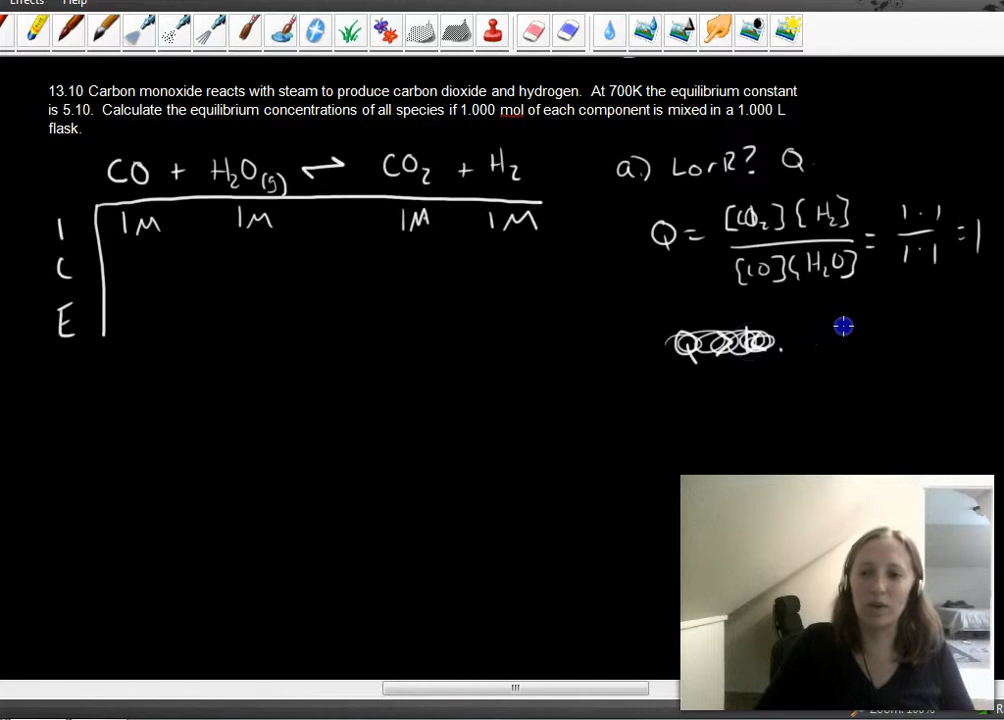 Effects Help
13.10 Carbon monoxide reacts with steam to produce carbon dioxide and hydrogen. At 700K the equilibrium constant
is 5.10. Calculate the equilibrium concentrations of all species if 1.000 mol of each component is mixed in a 1.000 L
flask.
CO + H₂O(g) ⇌ CO₂ + H₂
I 1M 1M 1M 1M
C
E
a.) L or R? Q
Q = [CO₂][H₂] / [CO][H₂O] = 1·1 / 1·1 = 1